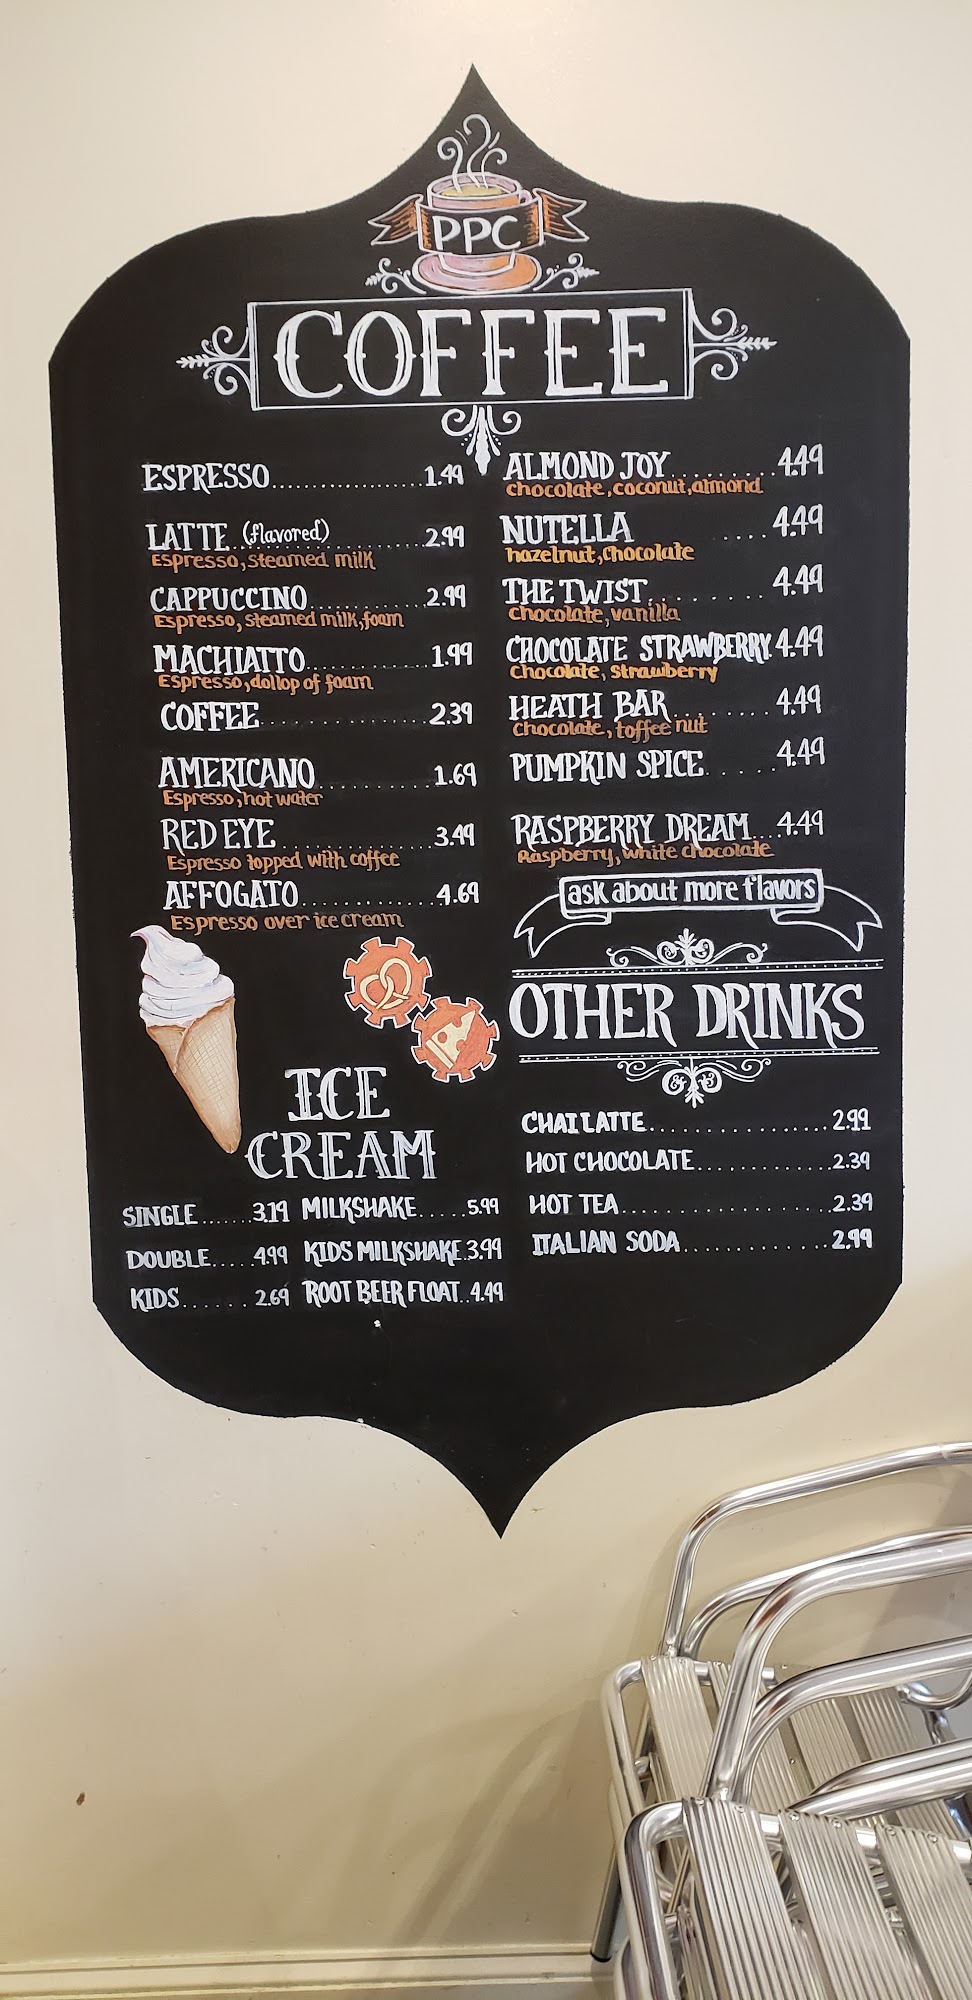 PPC
COFFEE
ESPRESSO..................1.49
LATTE (flavored)....................2.99
Espresso, steamed milk
CAPPUCCINO..............2.99
Espresso, steamed milk, foam
MACHIATTO...............1.99
Espresso, dollop of foam
COFFEE....................2.39
AMERICANO..............1.69
Espresso, hot water
RED EYE..................3.49
Espresso topped with coffee
AFFOGATO................4.69
Espresso over ice cream
ALMOND JOY........4.49
chocolate, coconut, almond
NUTELLA.....4.49
hazelnut, chocolate
THE TWIST..........4.49
Chocolate, vanilla
CHOCOLATE STRAWBERRY.4.49
Chocolate, Strawberry
HEATH BAR........4.49
Chocolate, toffee nut
PUMPKIN SPICE......4.49
RASPBERRY DREAM....4.49
Raspberry, white chocolate
ask about more flavors
OTHER DRINKS
CHAI LATTE....................2.99
HOT CHOCOLATE...............2.39
HOT TEA.......................2.39
ITALIAN SODA.................2.99
ICE
CREAM
SINGLE......3.19
DOUBLE.....4.99
KIDS.......2.69
MILKSHAKE.....5.99
KIDS MILKSHAKE.3.99
ROOT BEER FLOAT..4.49